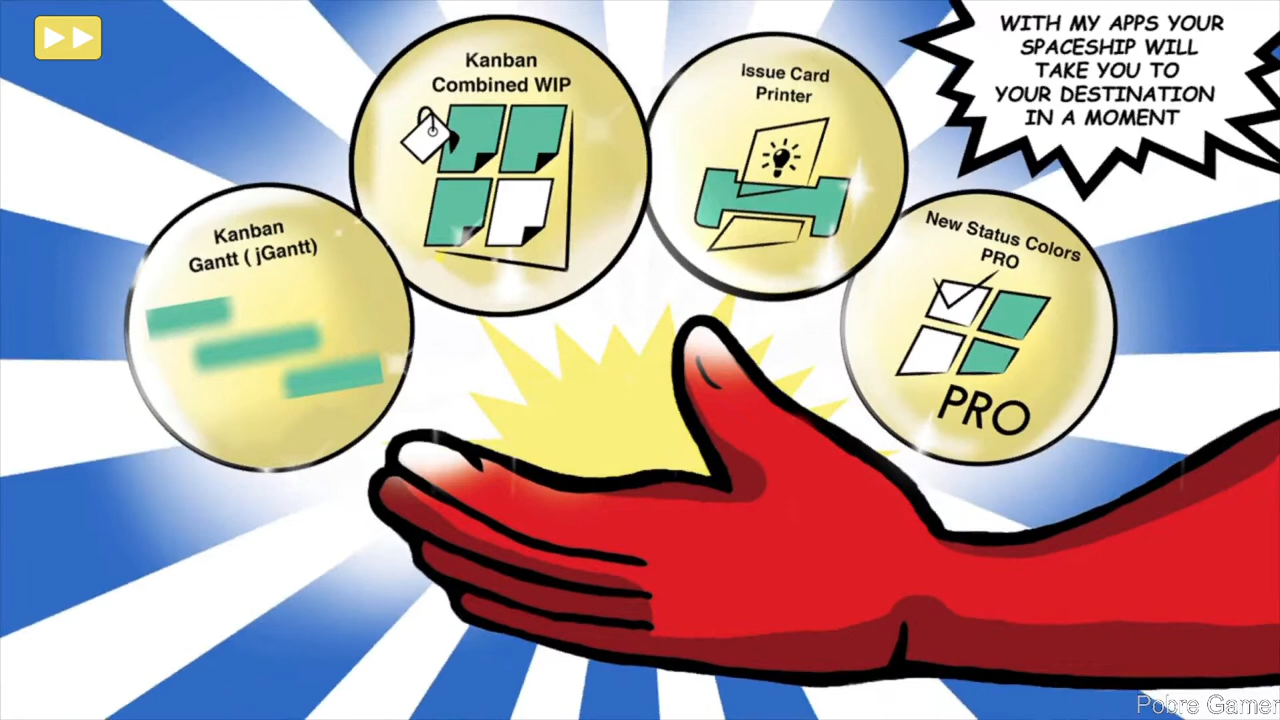 Kanban
Combined WIP
Issue Card
Printer
WITH MY APPS YOUR
SPACESHIP WILL
TAKE YOU TO
YOUR DESTINATION
IN A MOMENT
Kanban
Gantt ( jGantt)
New Status Colors
PRO
PRO
Pobre Gamer